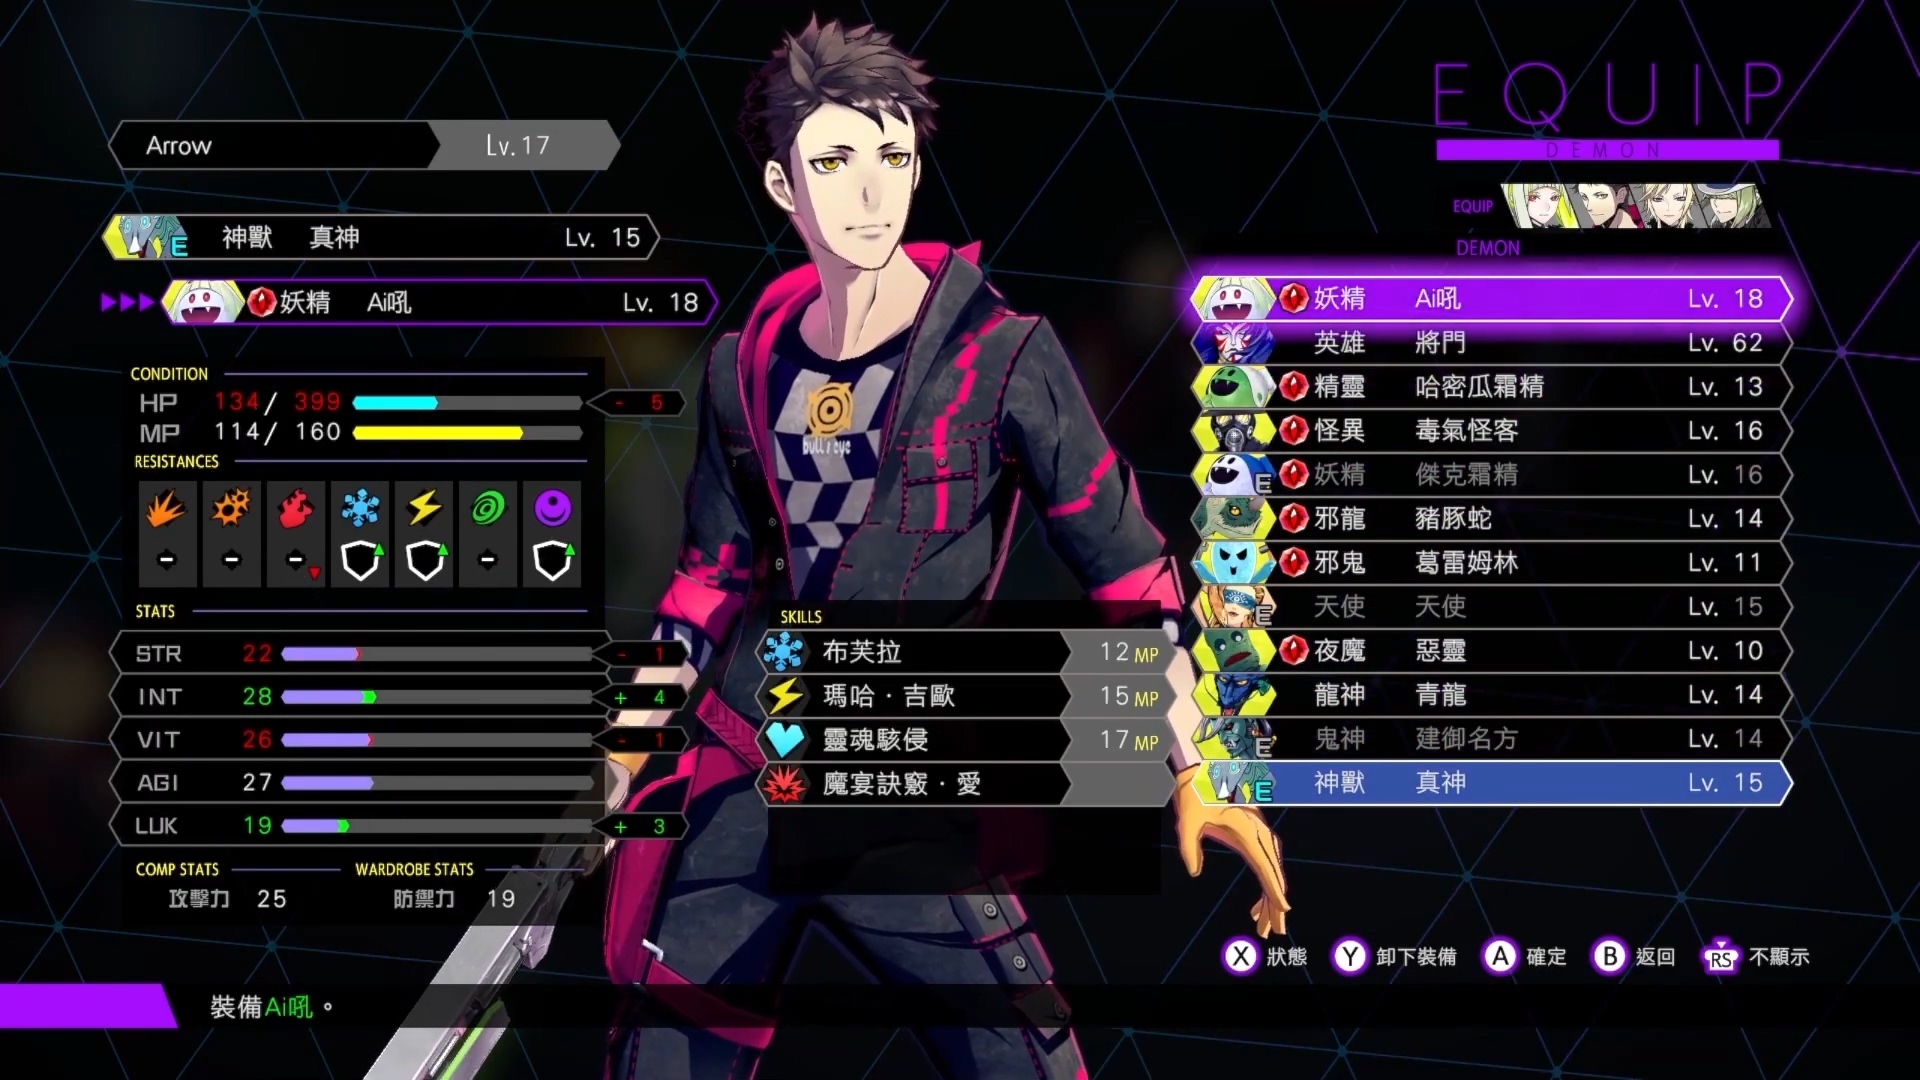 EQUIP
DEMON
Arrow Lv. 17
E 神獸 真神 Lv. 15
妖精 Ai吼 Lv. 18
EQUIP
DEMON
妖精 Ai吼 Lv. 18
英雄 將門 Lv. 62
精靈 哈密瓜霜精 Lv. 13
怪異 毒氣怪客 Lv. 16
E 妖精 傑克霜精 Lv. 16
邪龍 豬豚蛇 Lv. 14
邪鬼 葛雷姆林 Lv. 11
E 天使 天使 Lv. 15
夜魔 惡靈 Lv. 10
龍神 青龍 Lv. 14
E 鬼神 建御名方 Lv. 14
E 神獸 真神 Lv. 15
CONDITION
HP 134/ 399 - 5
MP 114/ 160
RESISTANCES
- - - - 
STATS
STR 22 - 1
INT 28 + 4
VIT 26 - 1
AGI 27
LUK 19 + 3
COMP STATS WARDROBE STATS
攻擊力 25 防禦力 19
bull's eye
SKILLS
布芙拉 12 MP
瑪哈·吉歐 15 MP
靈魂駭侵 17 MP
魔宴訣竅·愛
X 狀態 Y 卸下裝備 A 確定 B 返回 RS 不顯示
裝備Ai吼。